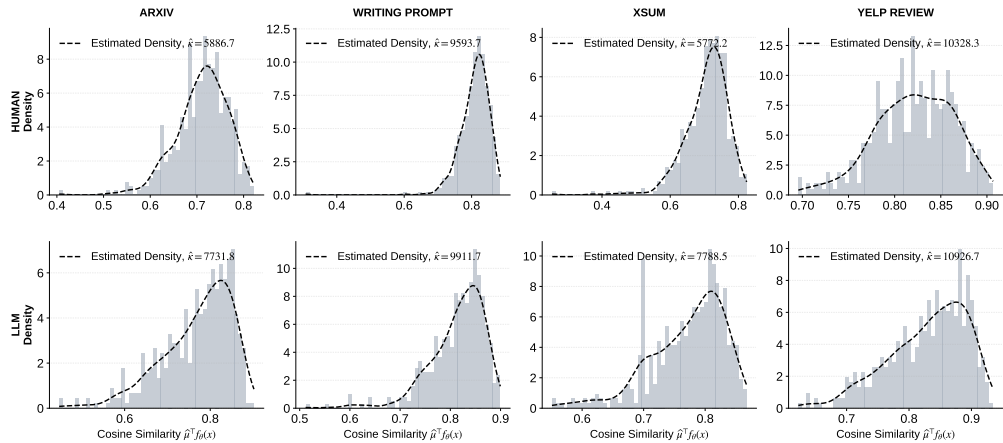 ARXIV WRITING PROMPT XSUM YELP REVIEW
HUMAN
Density
Estimated Density, κ̂ = 5886.7
8
6
4
2
0
0.4 0.5 0.6 0.7 0.8
Estimated Density, κ̂ = 9593.7
12.5
10.0
7.5
5.0
2.5
0.0
0.4 0.6 0.8
Estimated Density, κ̂ = 5772.2
8
6
4
2
0
0.4 0.6 0.8
Estimated Density, κ̂ = 10328.3
12.5
10.0
7.5
5.0
2.5
0.0
0.70 0.75 0.80 0.85 0.90
LLM
Density
Estimated Density, κ̂ = 7731.8
6
4
2
0
0.6 0.8
Cosine Similarity μ̂⊤fθ(x)
Estimated Density, κ̂ = 9911.7
10
8
6
4
2
0
0.5 0.6 0.7 0.8 0.9
Cosine Similarity μ̂⊤fθ(x)
Estimated Density, κ̂ = 7788.5
10
8
6
4
2
0
0.6 0.7 0.8
Cosine Similarity μ̂⊤fθ(x)
Estimated Density, κ̂ = 10926.7
10
8
6
4
2
0
0.7 0.8 0.9
Cosine Similarity μ̂⊤fθ(x)